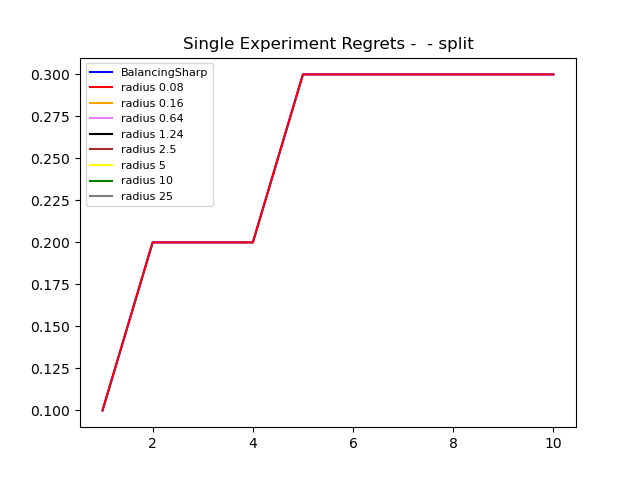 Single Experiment Regrets -  - split
BalancingSharp
radius 0.08
radius 0.16
radius 0.64
radius 1.24
radius 2.5
radius 5
radius 10
radius 25
0.300
0.275
0.250
0.225
0.200
0.175
0.150
0.125
0.100
2 4 6 8 10